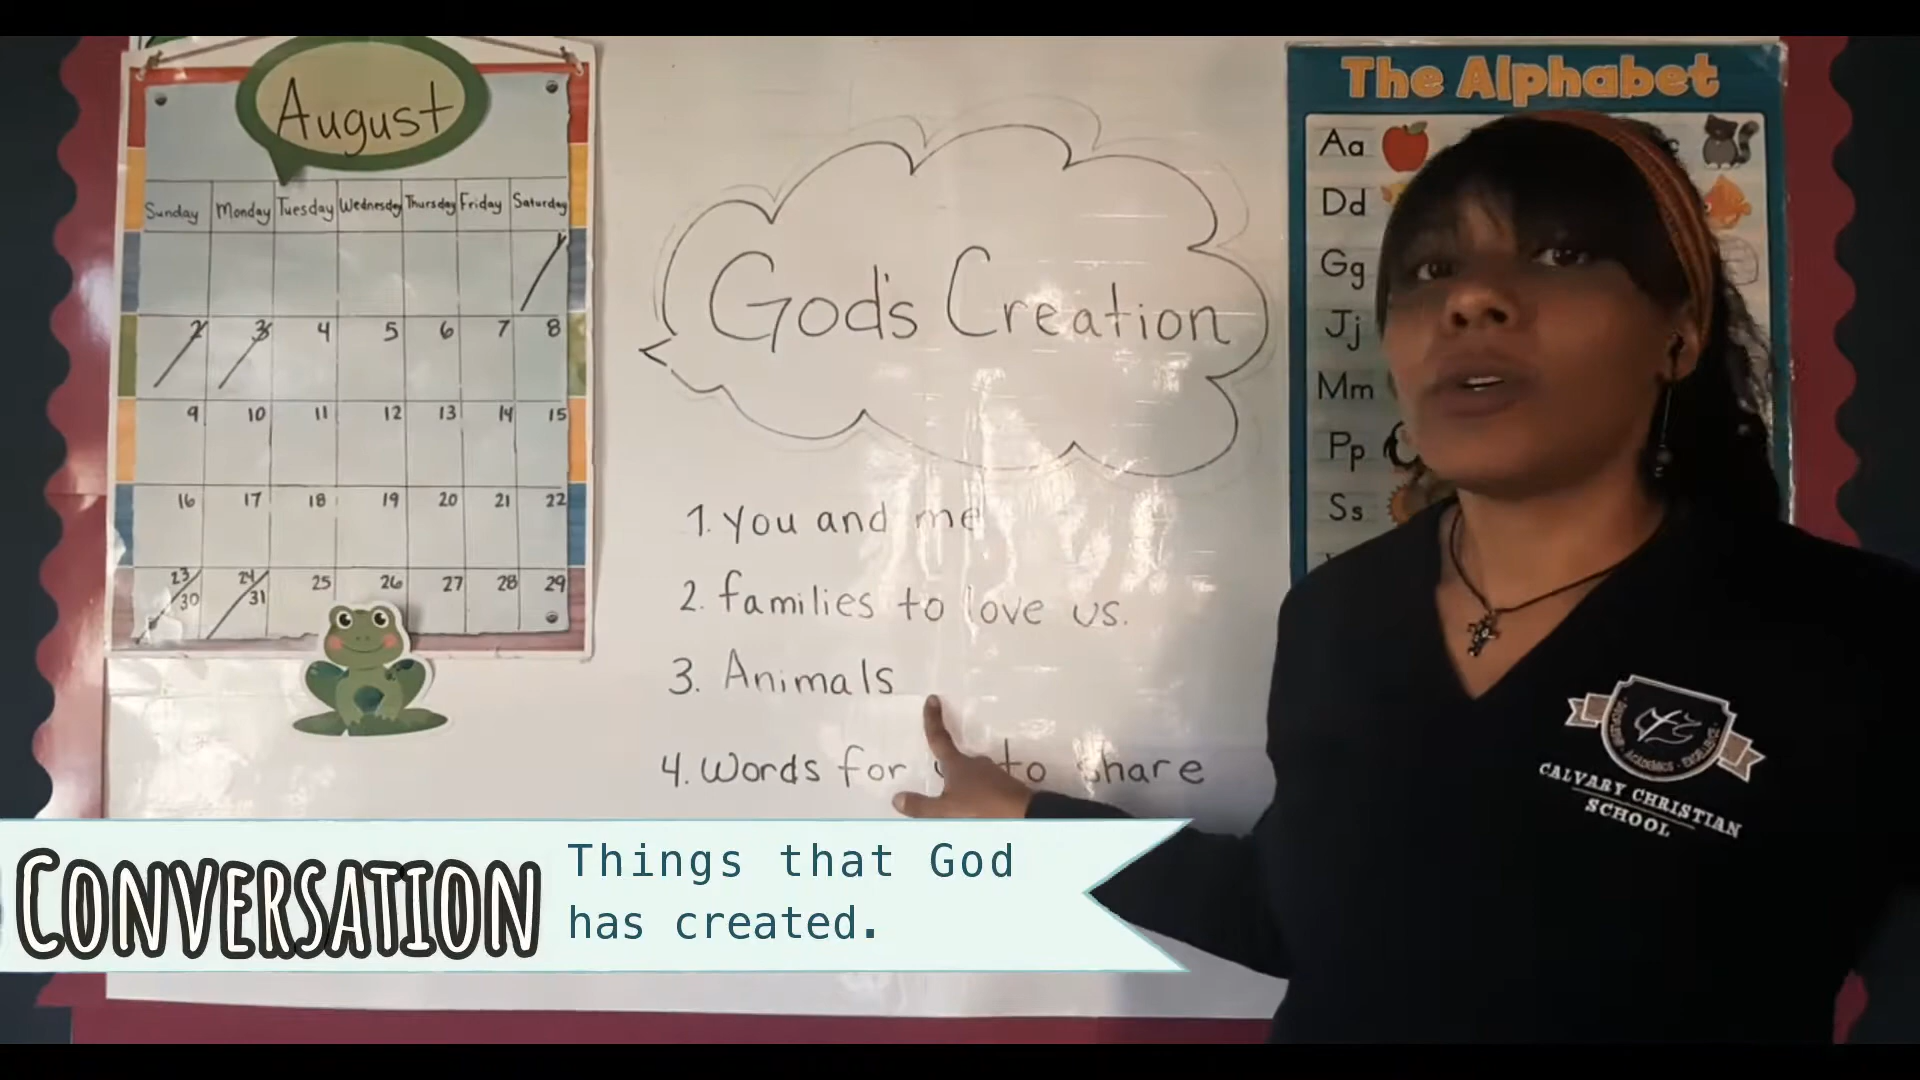 August
Sunday Monday Tuesday Wednesday Thursday Friday Saturday
1
2 3 4 5 6 7 8
9 10 11 12 13 14 15
16 17 18 19 20 21 22
23 24 25 26 27 28 29
30 31
God's Creation
1. you and me
2. families to love us.
3. Animals
4. Words for to share
The Alphabet
Aa
Dd
Gg
Jj
Mm
Pp
Ss
CALVARY CHRISTIAN
SCHOOL
CONVERSATION
Things that God
has created.